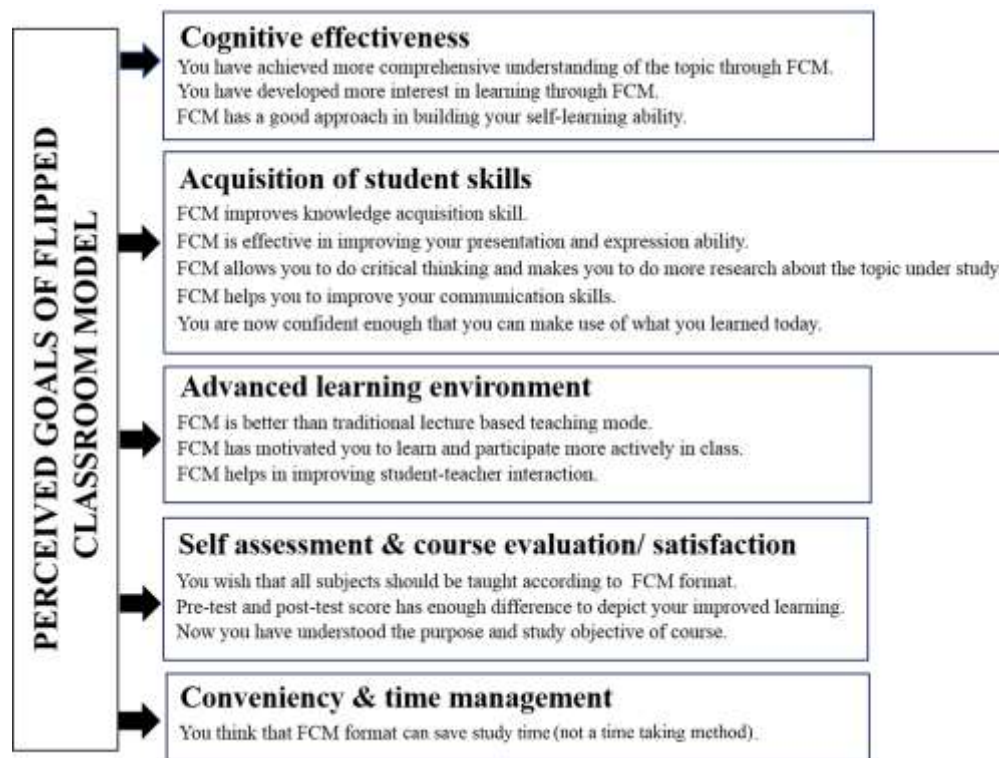 PERCEIVED GOALS OF FLIPPED
CLASSROOM MODEL
Cognitive effectiveness
You have achieved more comprehensive understanding of the topic through FCM.
You have developed more interest in learning through FCM.
FCM has a good approach in building your self-learning ability.
Acquisition of student skills
FCM improves knowledge acquisition skill.
FCM is effective in improving your presentation and expression ability.
FCM allows you to do critical thinking and makes you to do more research about the topic under study
FCM helps you to improve your communication skills.
You are now confident enough that you can make use of what you learned today.
Advanced learning environment
FCM is better than traditional lecture based teaching mode.
FCM has motivated you to learn and participate more actively in class.
FCM helps in improving student-teacher interaction.
Self assessment & course evaluation/ satisfaction
You wish that all subjects should be taught according to FCM format.
Pre-test and post-test score has enough difference to depict your improved learning.
Now you have understood the purpose and study objective of course.
Conveniency & time management
You think that FCM format can save study time (not a time taking method).